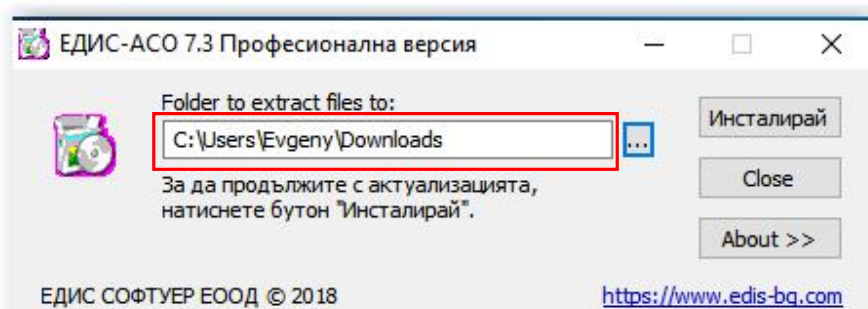 ЕДИС-АСО 7.3 Професионална версия
Folder to extract files to:
C:\Users\Evgeny\Downloads
...
Инсталирай
За да продължите с актуализацията,
натиснете бутон "Инсталирай".
Close
About >>
ЕДИС СОФТУЕР ЕООД © 2018
https://www.edis-bg.com